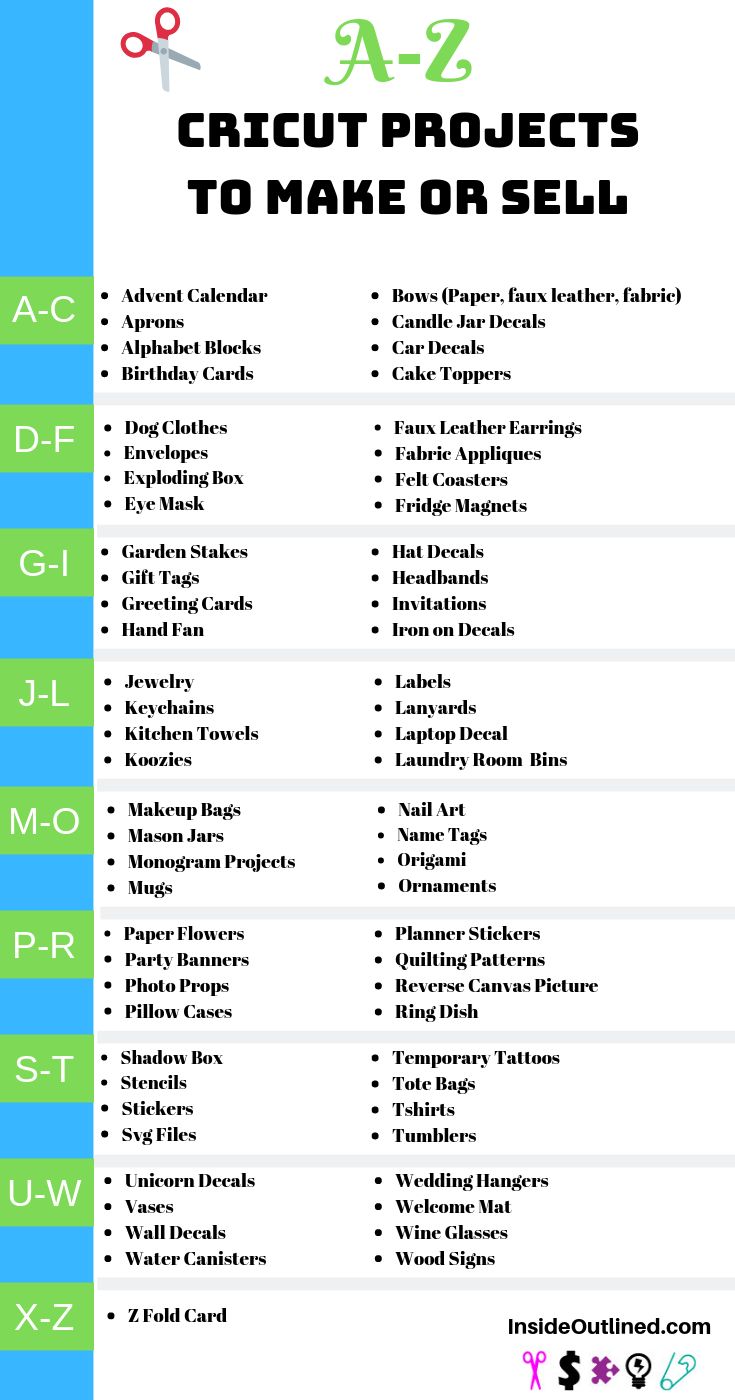 A-Z
CRICUT PROJECTS
TO MAKE OR SELL
A-C
Advent Calendar
Aprons
Alphabet Blocks
Birthday Cards
Bows (Paper, faux leather, fabric)
Candle Jar Decals
Car Decals
Cake Toppers
D-F
Dog Clothes
Envelopes
Exploding Box
Eye Mask
Faux Leather Earrings
Fabric Appliques
Felt Coasters
Fridge Magnets
G-I
Garden Stakes
Gift Tags
Greeting Cards
Hand Fan
Hat Decals
Headbands
Invitations
Iron on Decals
J-L
Jewelry
Keychains
Kitchen Towels
Koozies
Labels
Lanyards
Laptop Decal
Laundry Room Bins
M-O
Makeup Bags
Mason Jars
Monogram Projects
Mugs
Nail Art
Name Tags
Origami
Ornaments
P-R
Paper Flowers
Party Banners
Photo Props
Pillow Cases
Planner Stickers
Quilting Patterns
Reverse Canvas Picture
Ring Dish
S-T
Shadow Box
Stencils
Stickers
Svg Files
Temporary Tattoos
Tote Bags
Tshirts
Tumblers
U-W
Unicorn Decals
Vases
Wall Decals
Water Canisters
Wedding Hangers
Welcome Mat
Wine Glasses
Wood Signs
X-Z
Z Fold Card
InsideOutlined.com
$